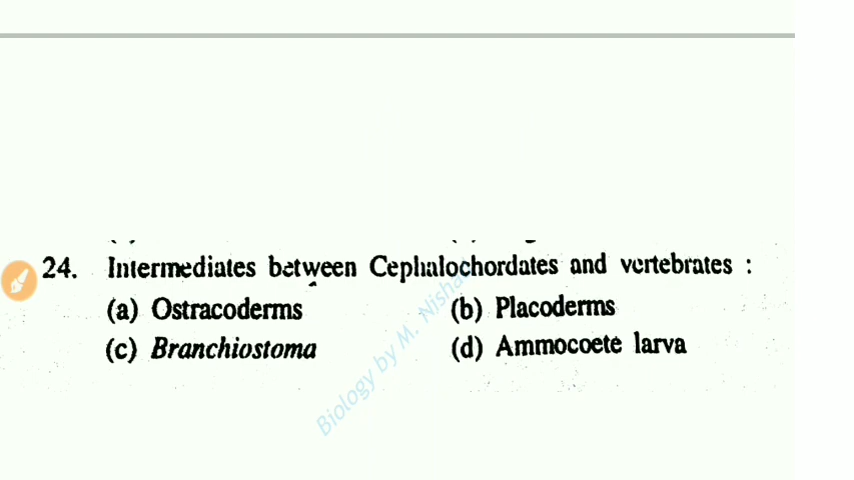 24. Intermediates between Cephalochordates and vertebrates :
(a) Ostracoderms (b) Placoderms
(c) Branchiostoma (d) Ammocoete larva
Biology by M. Nisha